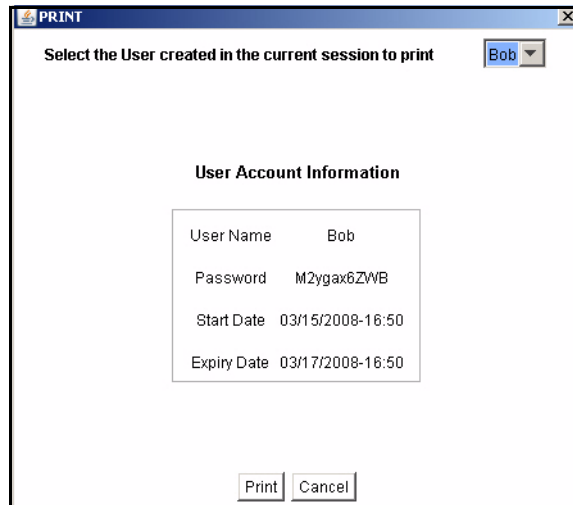 PRINT
Select the User created in the current session to print Bob
User Account Information
User Name Bob
Password M2ygax6ZWB
Start Date 03/15/2008-16:50
Expiry Date 03/17/2008-16:50
Print Cancel